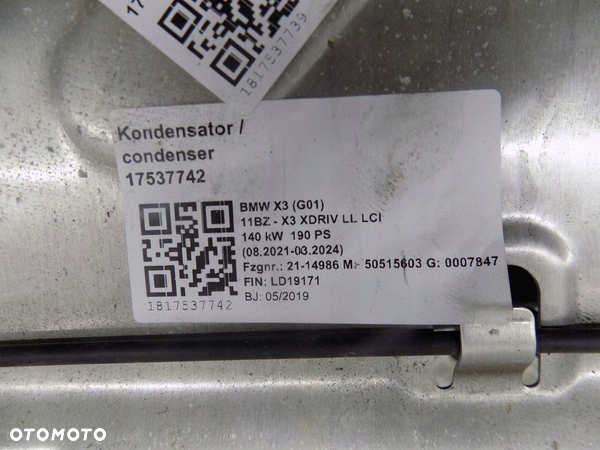 17
1817537739
Kondensator /
condenser
17537742
BMW X3 (G01)
11BZ - X3 XDRIV LL LCI
140 kW 190 PS
(08.2021-03.2024)
Fzgnr.: 21-14986 M: 50515603 G: 0007847
FIN: LD19171
BJ: 05/2019
1817537742
OTOMOTO